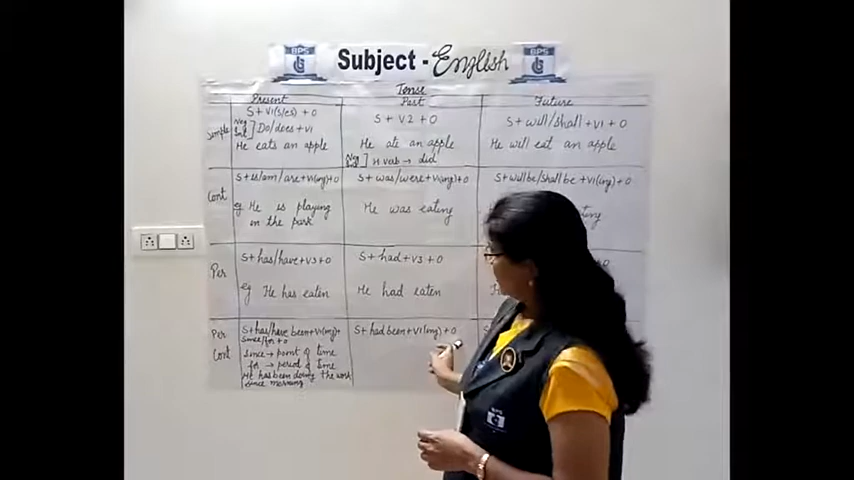 BPS
Subject - English
BPS
Tense
Present
Past
Future
Simple
S + V1(s/es) + O
Neg
Int ] Do/does + V1
He eats an apple.
S + V2 + O
He ate an apple.
Neg
Int ] H verb → did
S + will/shall + V1 + O
He will eat an apple.
Cont
S + is/am/are + V1(ing) + O
eg He is playing
in the park
S + was/were + V1(ing) + O
He was eating.
S + will be/shall be + V1(ing) + O
Per
S + has/have + V3 + O
eg He has eaten
S + had + V3 + O
He had eaten
Per
Cont
S + has/have been + V1(ing) +
since/for + O
Since → point of time
for → period of time
He has been doing the work
since morning
S + had been + V1(ing) + O